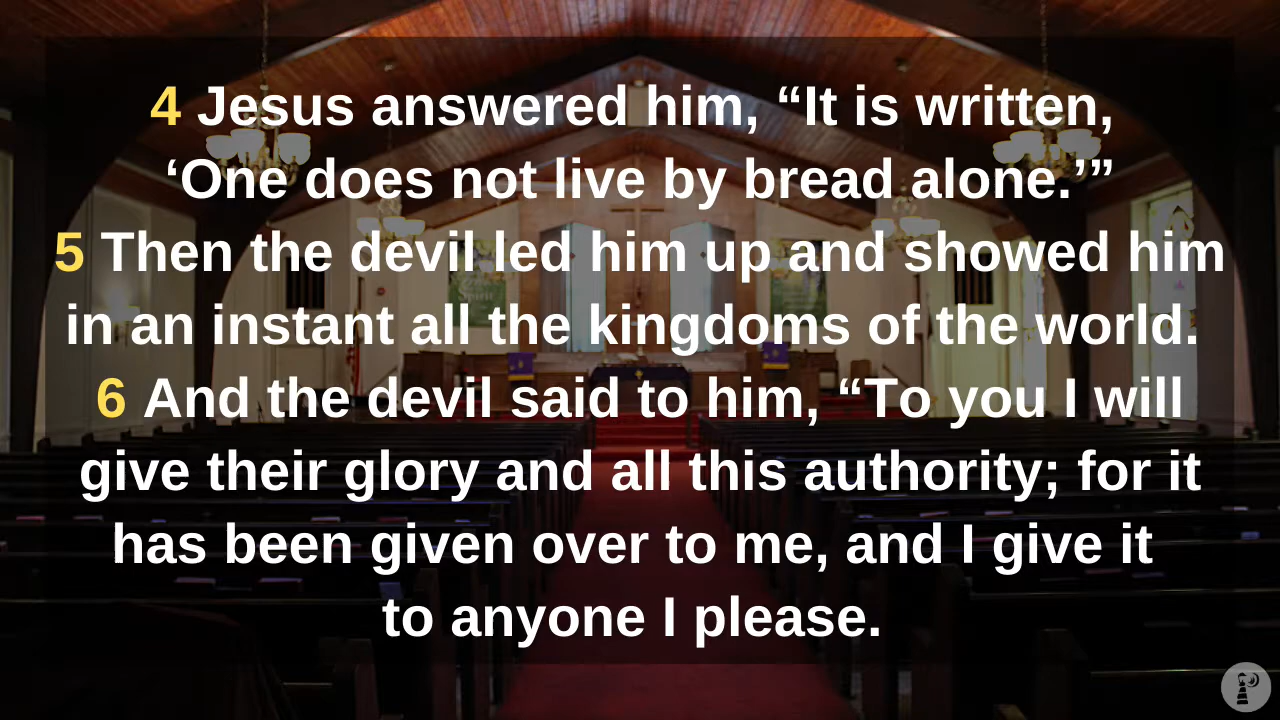 4 Jesus answered him, “It is written,
‘One does not live by bread alone.’”
5 Then the devil led him up and showed him
in an instant all the kingdoms of the world.
6 And the devil said to him, “To you I will
give their glory and all this authority; for it
has been given over to me, and I give it
to anyone I please.